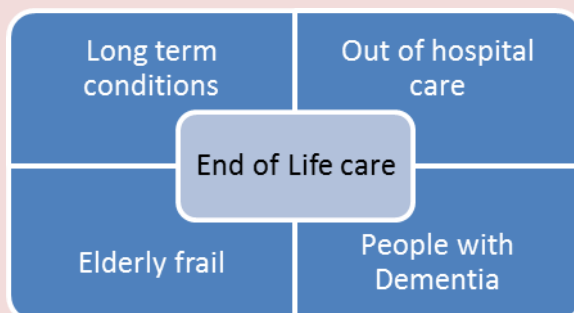 Long term
conditions
Out of hospital
care
End of Life care
Elderly frail
People with
Dementia